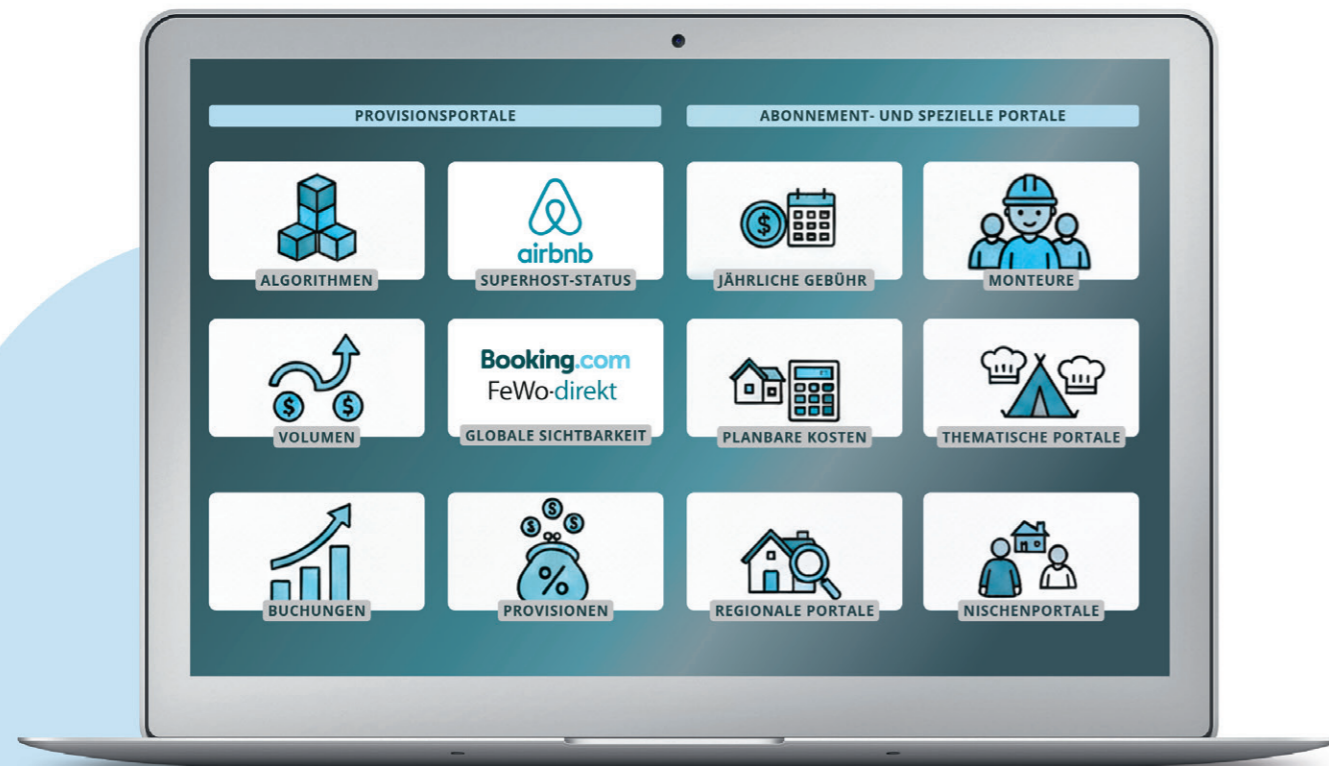 PROVISIONSPORTALE
ABONNEMENT- UND SPEZIELLE PORTALE
ALGORITHMEN
airbnb
SUPERHOST-STATUS
$
JÄHRLICHE GEBÜHR
MONTEURE
$ $
VOLUMEN
Booking.com
FeWo-direkt
GLOBALE SICHTBARKEIT
PLANBARE KOSTEN
THEMATISCHE PORTALE
BUCHUNGEN
$ $ $
%
PROVISIONEN
REGIONALE PORTALE
NISCHENPORTALE